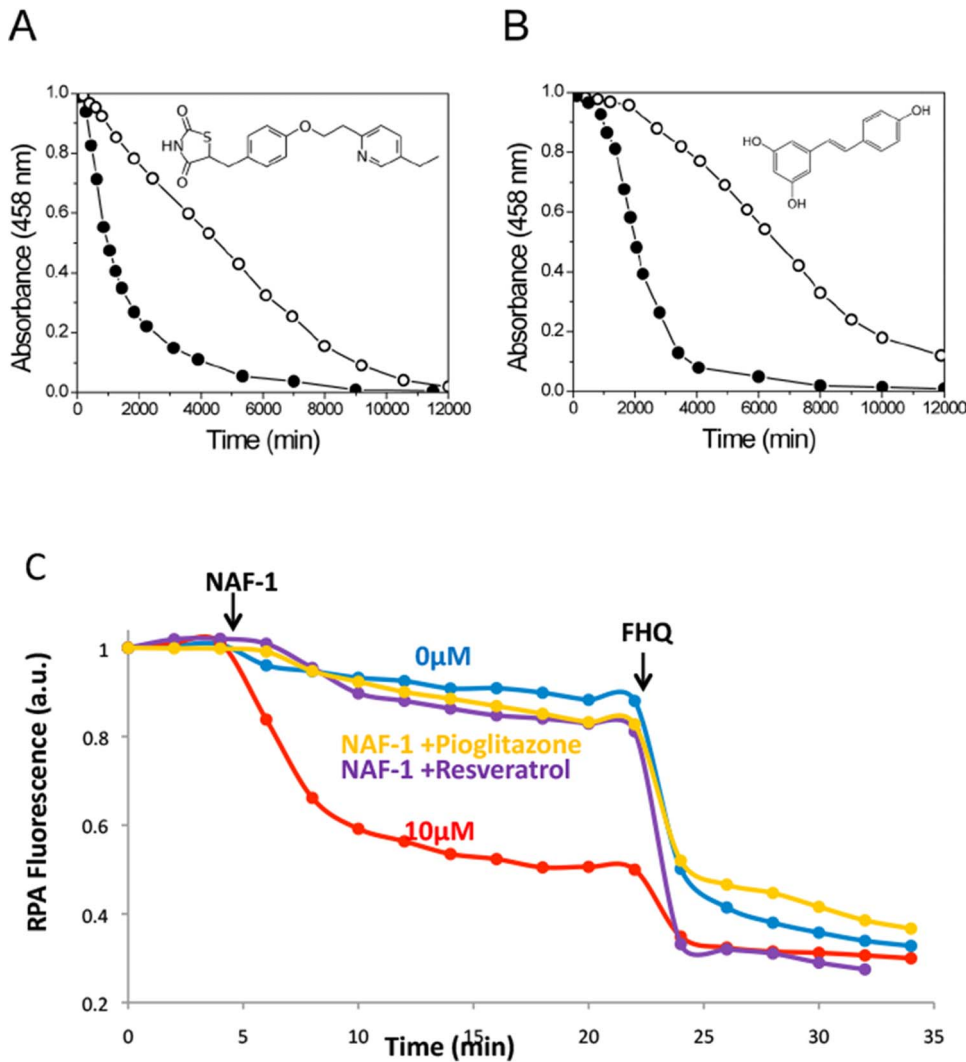 A
B
Absorbance (458 nm)
1.0
0.8
0.6
0.4
0.2
0.0
0 2000 4000 6000 8000 10000 12000
Time (min)
O
S
HN
O
O
N
Absorbance (458 nm)
1.0
0.8
0.6
0.4
0.2
0.0
0 2000 4000 6000 8000 10000 12000
Time (min)
OH
HO
OH
C
NAF-1
FHQ
0µM
NAF-1 +Pioglitazone
NAF-1 +Resveratrol
10µM
RPA Fluorescence (a.u.)
1
0.8
0.6
0.4
0.2
0 5 10 15 20 25 30 35
Time (min)